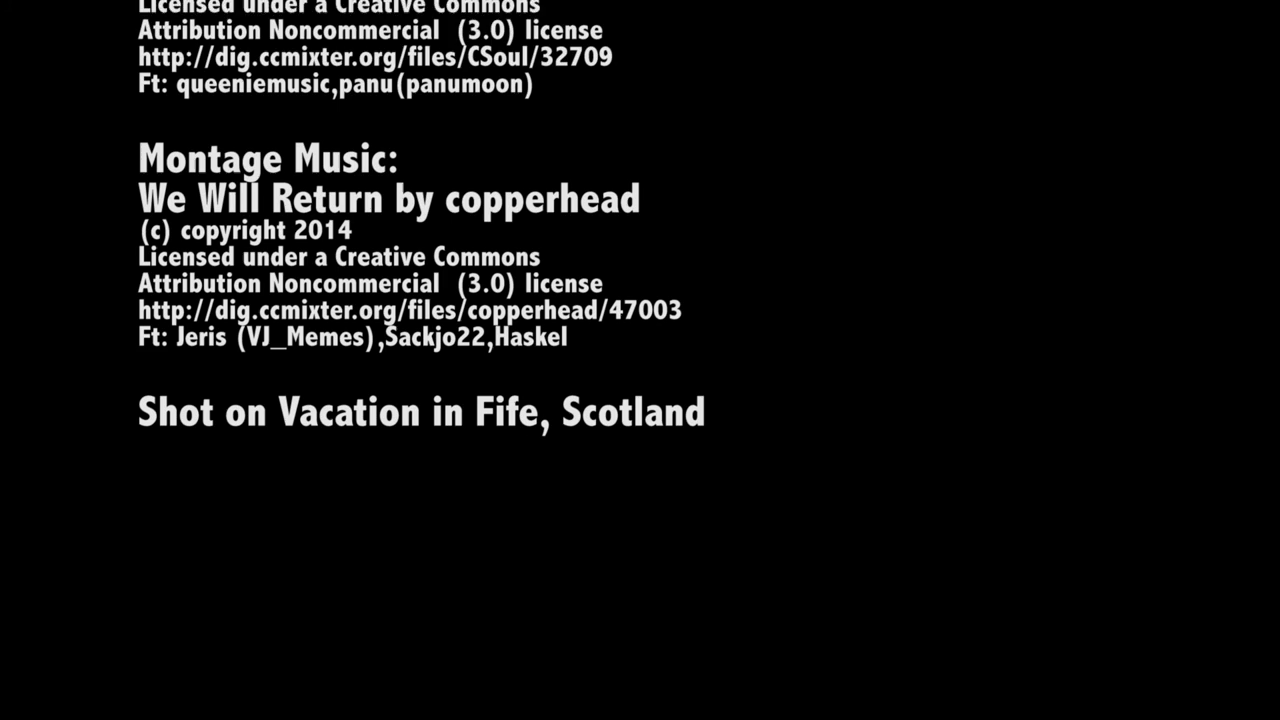 Licensed under a Creative Commons
Attribution Noncommercial  (3.0) license
http://dig.ccmixter.org/files/CSoul/32709
Ft: queeniemusic,panu(panumoon)
Montage Music:
We Will Return by copperhead
(c) copyright 2014
Licensed under a Creative Commons
Attribution Noncommercial  (3.0) license
http://dig.ccmixter.org/files/copperhead/47003
Ft: Jeris (VJ_Memes),Sackjo22,Haskel
Shot on Vacation in Fife, Scotland